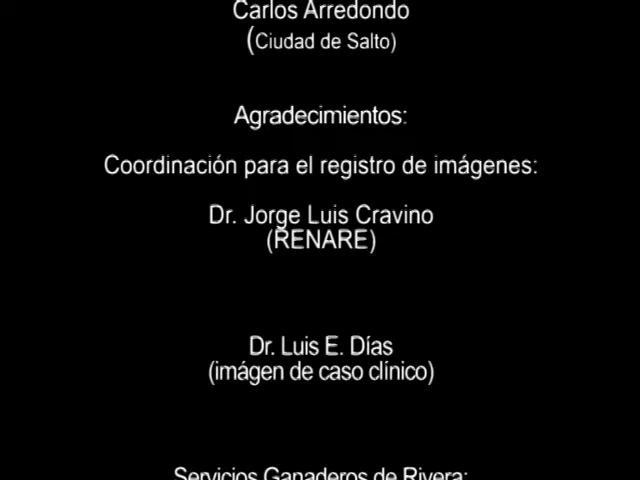 Carlos Arredondo
(Ciudad de Salto)
Agradecimientos:
Coordinación para el registro de imágenes:
Dr. Jorge Luis Cravino
(RENARE)
Dr. Luis E. Días
(imágen de caso clínico)
Servicios Ganaderos de Rivera: